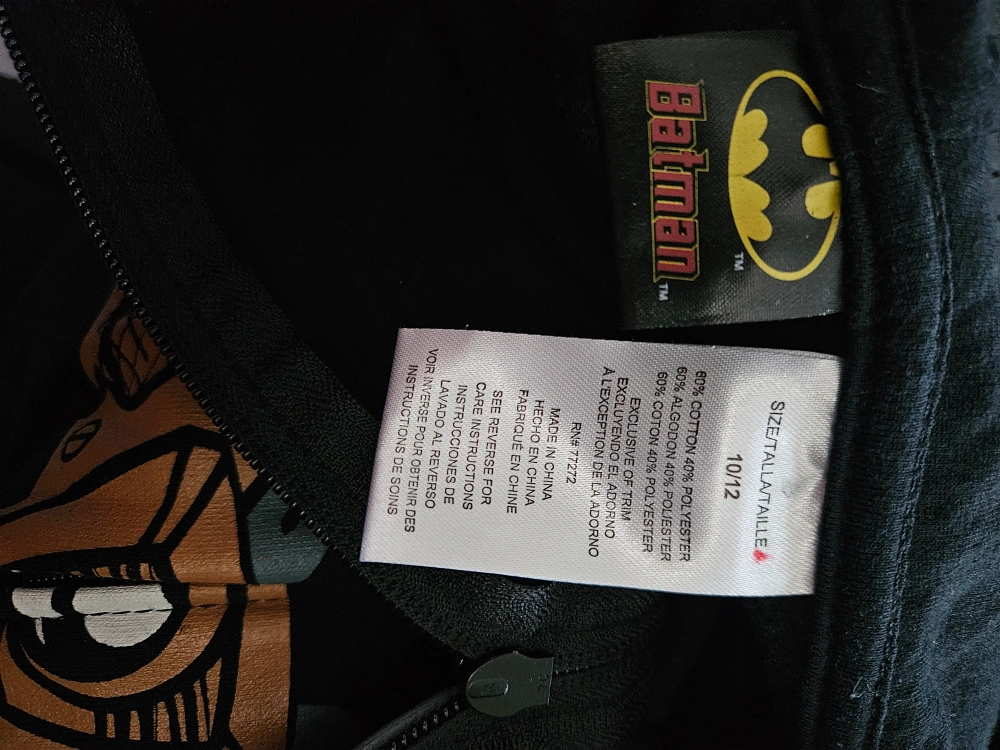 Batman™
TM
SIZE/TALLA/TAILLE
10/12
60% COTTON 40% POLYESTER
60% ALGODON 40% POLIESTER
60% COTON 40% POLYESTER
EXCLUSIVE OF TRIM
EXCLUYENDO EL ADORNO
À L'EXCEPTION DE LA ADORNO
RN# 77272
MADE IN CHINA
HECHO EN CHINA
FABRIQUÉ EN CHINE
SEE REVERSE FOR
CARE INSTRUCTIONS
INSTRUCCIONES DE
LAVADO AL REVERSO
VOIR INVERSE POUR OBTENIR DES
INSTRUCTIONS DE SOINS